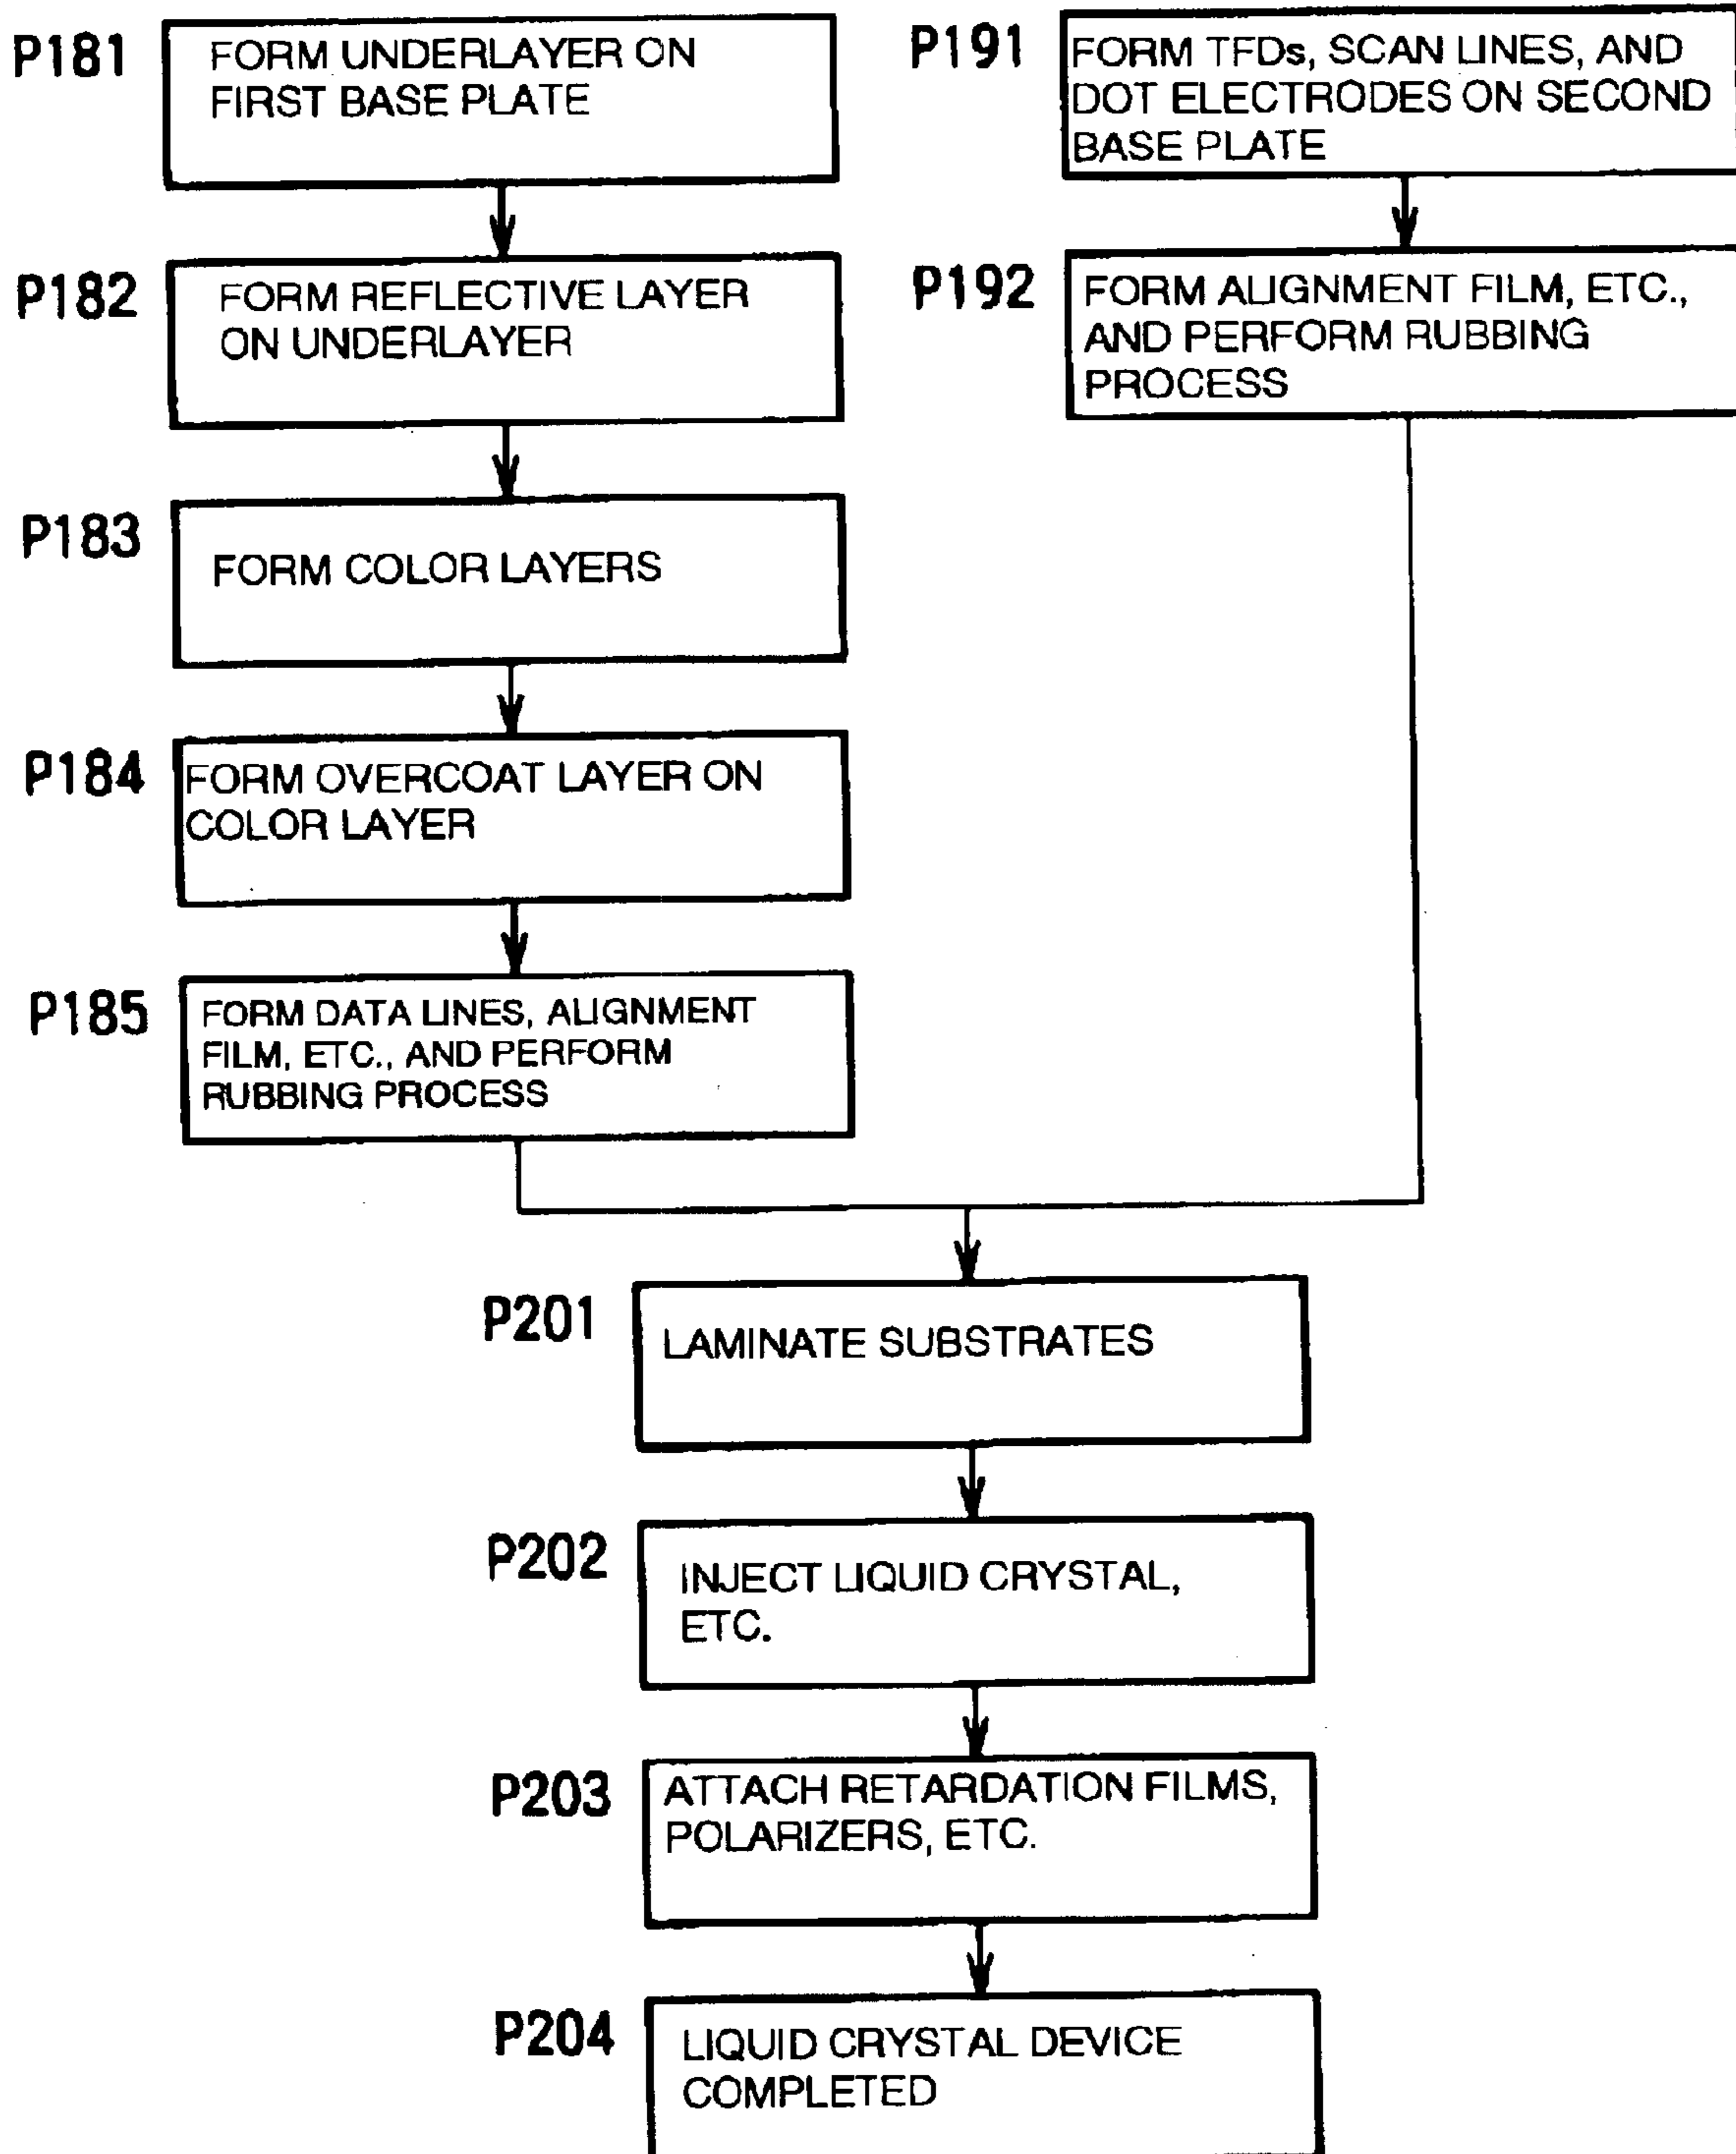 P181
FORM UNDERLAYER ON
FIRST BASE PLATE
P182
FORM REFLECTIVE LAYER
ON UNDERLAYER
P183
FORM COLOR LAYERS
P184
FORM OVERCOAT LAYER ON
COLOR LAYER
P185
FORM DATA LINES, ALIGNMENT
FILM, ETC., AND PERFORM
RUBBING PROCESS
P191
FORM TFDs, SCAN LINES, AND
DOT ELECTRODES ON SECOND
BASE PLATE
P192
FORM ALIGNMENT FILM, ETC.,
AND PERFORM RUBBING
PROCESS
P201
LAMINATE SUBSTRATES
P202
INJECT LIQUID CRYSTAL,
ETC.
P203
ATTACH RETARDATION FILMS,
POLARIZERS, ETC.
P204
LIQUID CRYSTAL DEVICE
COMPLETED